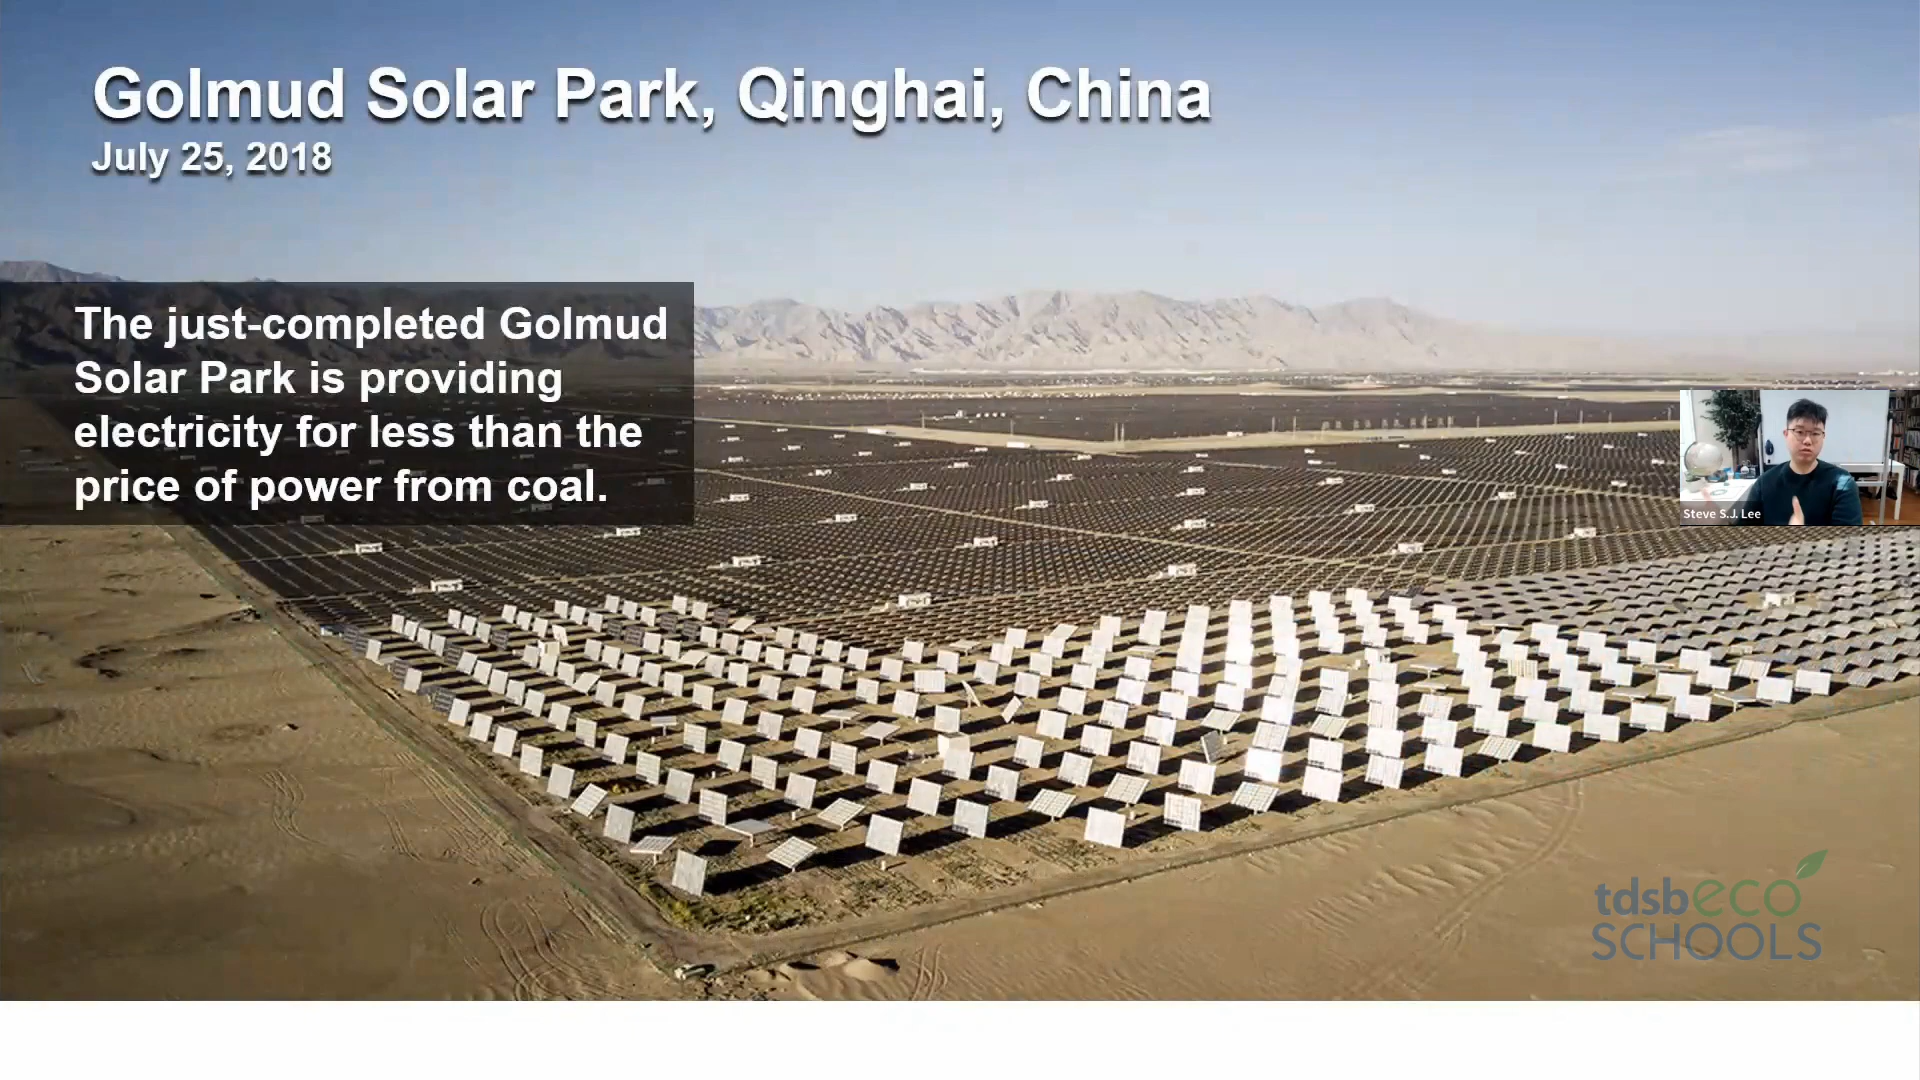 Golmud Solar Park, Qinghai, China
July 25, 2018
The just-completed Golmud
Solar Park is providing
electricity for less than the
price of power from coal.
Steve S.J. Lee
tdsbeco
SCHOOLS